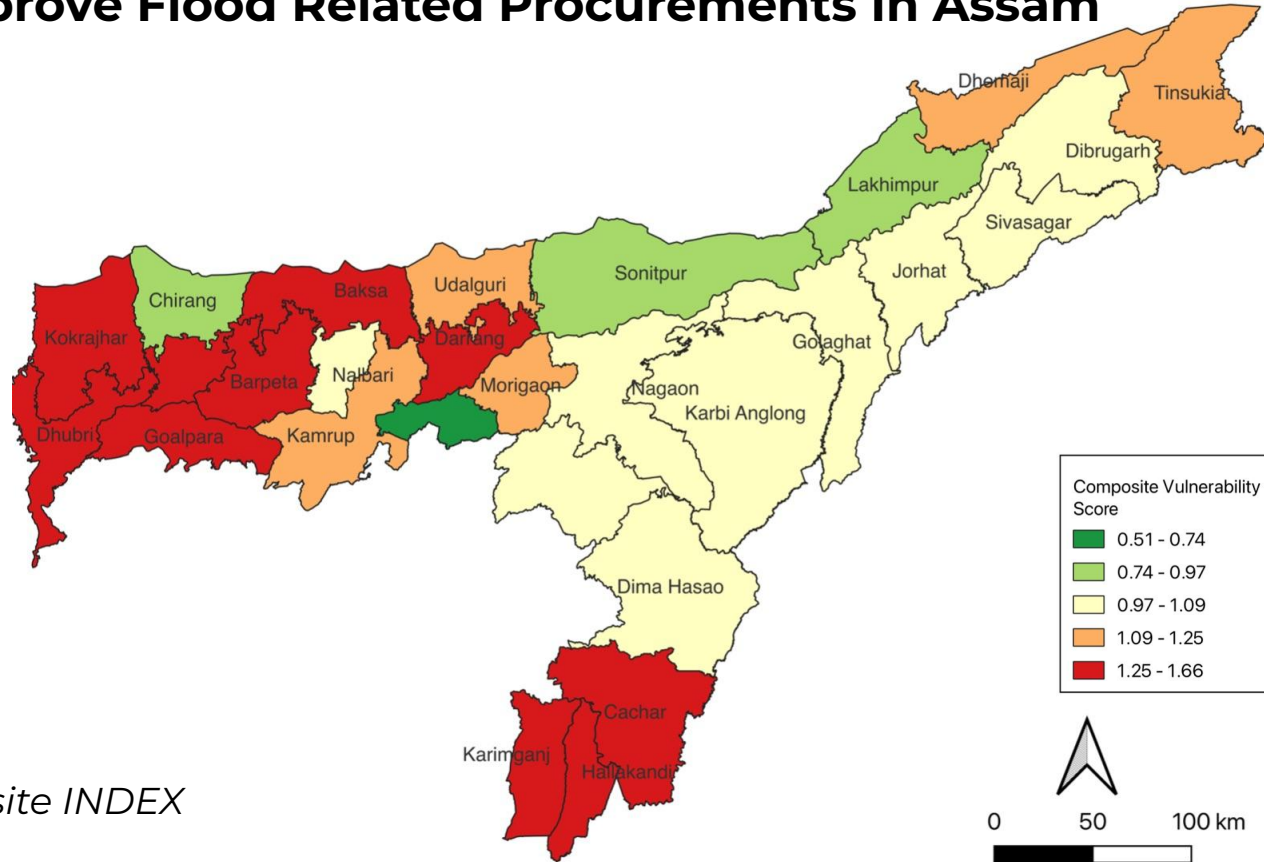 prove Flood Related Procurements in Assam
Dhemaji
Tinsukia
Dibrugarh
Lakhimpur
Sivasagar
Jorhat
Sonitpur
Udalguri
Baksa
Chirang
Kokrajhar
Darrang
Golaghat
Barpeta
Nalbari
Morigaon
Nagaon
Karbi Anglong
Dhubri
Goalpara
Kamrup
Dima Hasao
Cachar
Karimganj
Hailakandi
Composite Vulnerability
Score
0.51 - 0.74
0.74 - 0.97
0.97 - 1.09
1.09 - 1.25
1.25 - 1.66
site INDEX
0 50 100 km